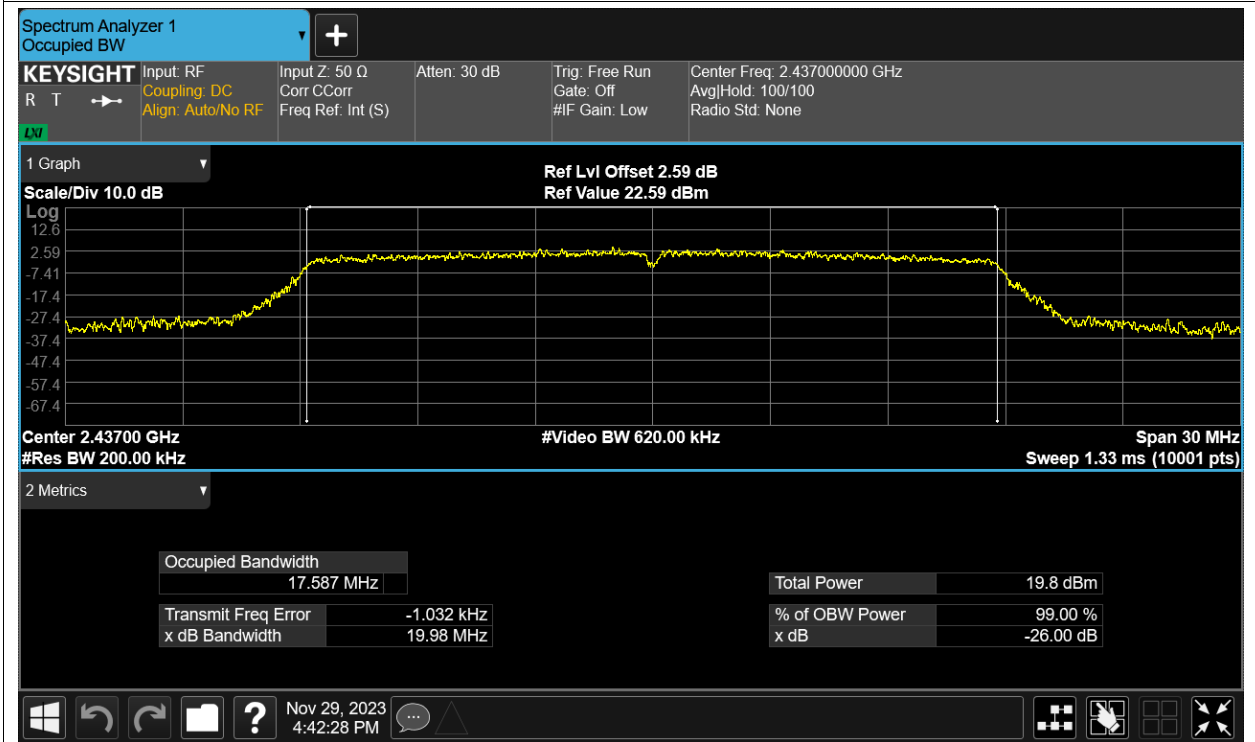 Spectrum Analyzer 1
Occupied BW
KEYSIGHT
R T
LXI
Input: RF
Coupling: DC
Align: Auto/No RF
Input Z: 50 Ω
Corr CCorr
Freq Ref: Int (S)
Atten: 30 dB
Trig: Free Run
Gate: Off
#IF Gain: Low
Center Freq: 2.437000000 GHz
Avg|Hold: 100/100
Radio Std: None
1 Graph
Scale/Div 10.0 dB
Ref Lvl Offset 2.59 dB
Ref Value 22.59 dBm
Log
12.6
2.59
-7.41
-17.4
-27.4
-37.4
-47.4
-57.4
-67.4
Center 2.43700 GHz
#Res BW 200.00 kHz
#Video BW 620.00 kHz
Span 30 MHz
Sweep 1.33 ms (10001 pts)
2 Metrics
Occupied Bandwidth
17.587 MHz
Transmit Freq Error -1.032 kHz
x dB Bandwidth 19.98 MHz
Total Power 19.8 dBm
% of OBW Power 99.00 %
x dB -26.00 dB
?
Nov 29, 2023
4:42:28 PM